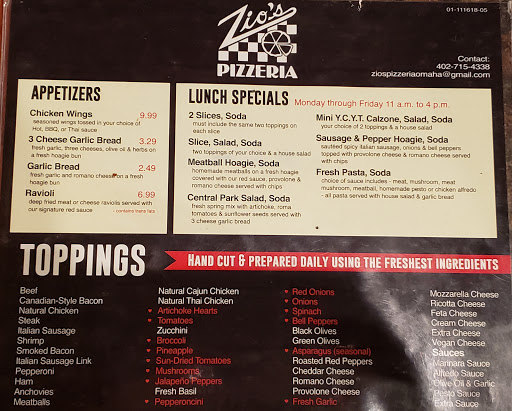 01-111618-05
Zio's
PIZZERIA
Contact:
402-715-4338
ziospizzeriaomaha@gmail.com
APPETIZERS
Chicken Wings 9.99
seasoned wings tossed in your choice of
Hot, BBQ, or Thai sauce
3 Cheese Garlic Bread 3.29
fresh garlic, three cheeses, olive oil & herbs on
a fresh hoagie bun
Garlic Bread 2.49
fresh garlic and romano cheese on a fresh
hoagie bun
Ravioli 6.99
deep fried meat or cheese raviolis served with
our signature red sauce - contains trans fats
LUNCH SPECIALS Monday through Friday 11 a.m. to 4 p.m.
2 Slices, Soda
must include the same two toppings on
each slice
Slice, Salad, Soda
two toppings of your choice & a house salad
Meatball Hoagie, Soda
homemade meatballs on a fresh hoagie
covered with our red sauce, provolone &
romano cheese served with chips
Central Park Salad, Soda
fresh spring mix with artichoke, roma
tomatoes & sunflower seeds served with
3 cheese garlic bread
Mini Y.C.Y.T. Calzone, Salad, Soda
your choice of 2 toppings & a house salad
Sausage & Pepper Hoagie, Soda
sautéed spicy italian sausage, onions & bell peppers
topped with provolone & romano cheese served
with chips
Fresh Pasta, Soda
choice of sauce includes - meat, mushroom, meat
mushroom, meatball, homemade pesto or chicken alfredo
- all pasta served with house salad & garlic bread
TOPPINGS
HAND CUT & PREPARED DAILY USING THE FRESHEST INGREDIENTS
Beef
Canadian-Style Bacon
Natural Chicken
Steak
Italian Sausage
Shrimp
Smoked Bacon
Italian Sausage Link
Pepperoni
Ham
Anchovies
Meatballs
Natural Cajun Chicken
Natural Thai Chicken
Artichoke Hearts
Tomatoes
Zucchini
Broccoli
Pineapple
Sun-Dried Tomatoes
Mushrooms
Jalapeño Peppers
Fresh Basil
Pepperoncini
Red Onions
Onions
Spinach
Bell Peppers
Black Olives
Green Olives
Asparagus (seasonal)
Roasted Red Peppers
Cheddar Cheese
Romano Cheese
Provolone Cheese
Fresh Garlic
Mozzarella Cheese
Ricotta Cheese
Feta Cheese
Cream Cheese
Extra Cheese
Vegan Cheese
Sauces
Marinara Sauce
Alfredo Sauce
Olive Oil & Garlic
Pesto Sauce
Extra Sauce